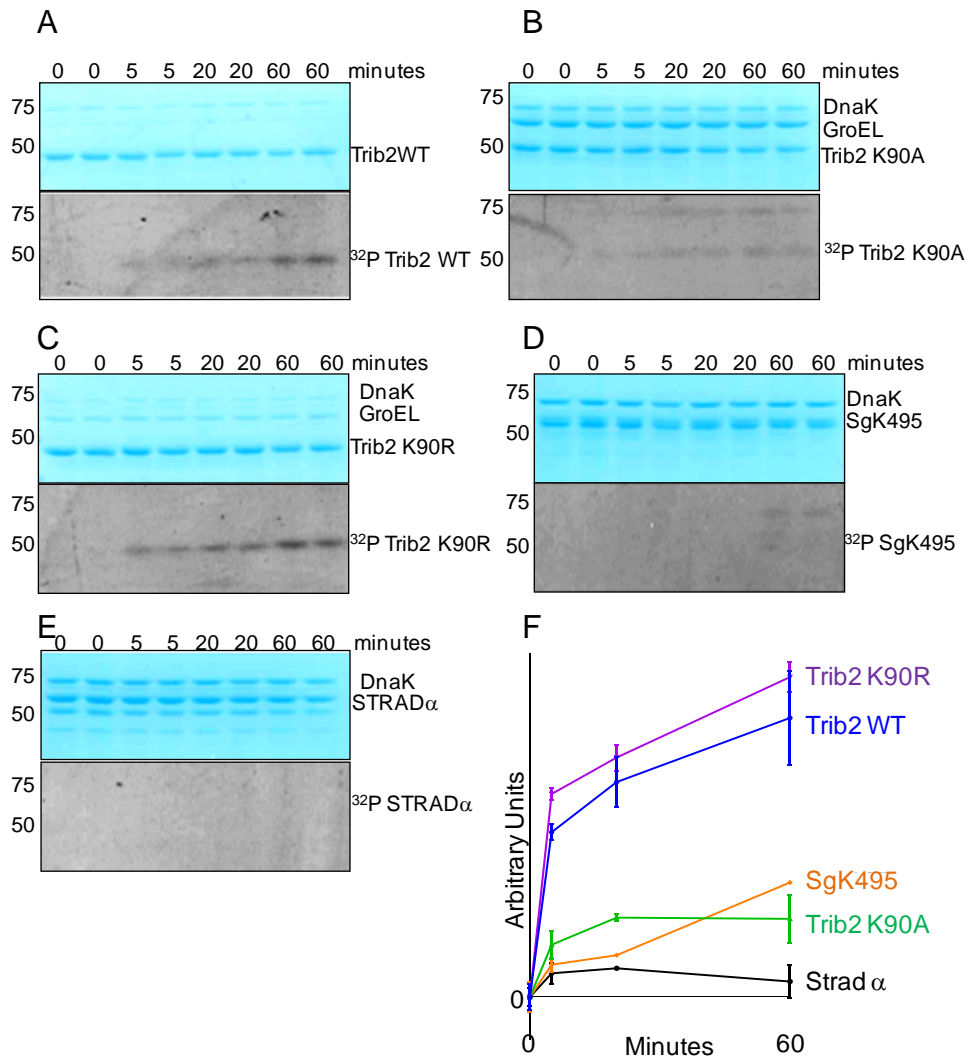 A
0 0 5 5 20 20 60 60 minutes
75
50
Trib2WT
75
50
32P Trib2 WT
B
0 0 5 5 20 20 60 60 minutes
75
50
DnaK
GroEL
Trib2 K90A
75
50
32P Trib2 K90A
C
0 0 5 5 20 20 60 60 minutes
75
50
DnaK
GroEL
Trib2 K90R
75
50
32P Trib2 K90R
D
0 0 5 5 20 20 60 60 minutes
75
50
DnaK
SgK495
75
50
32P SgK495
E
0 0 5 5 20 20 60 60 minutes
75
50
DnaK
STRADα
75
50
32P STRADα
F
Arbitrary Units
Trib2 K90R
Trib2 WT
SgK495
Trib2 K90A
Strad α
0
0 Minutes 60